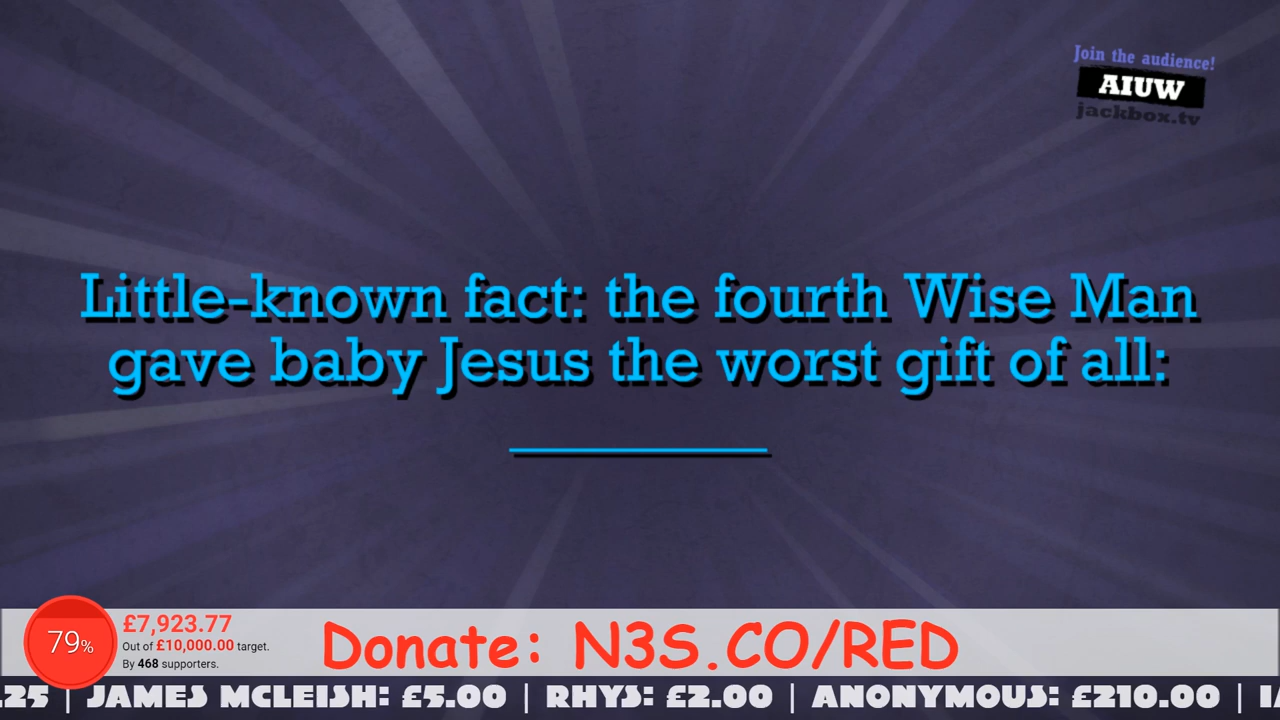 Join the audience!
AIUW
jackbox.tv
Little-known fact: the fourth Wise Man
gave baby Jesus the worst gift of all:
79%
£7,923.77
Out of £10,000.00 target.
By 468 supporters.
Donate: N3S.CO/RED
.25 | JAMES MCLEISH: £5.00 | RHYS: £2.00 | ANONYMOUS: £210.00 |